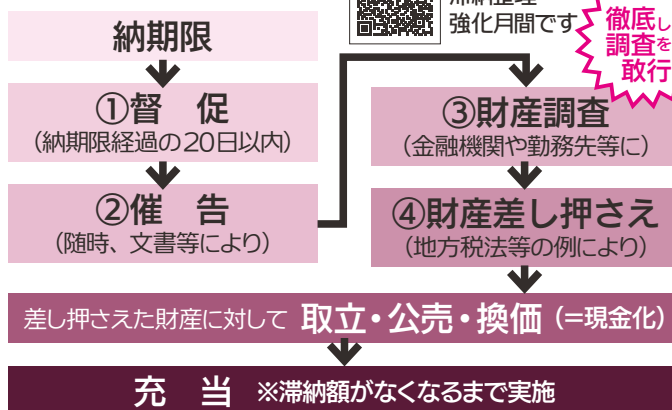 強化月間です
徹底し
調査を
敢行
納期限
①督 促
(納期限経過の20日以内)
②催 告
(随時、文書等により)
③財産調査
(金融機関や勤務先等に)
④財産差し押さえ
(地方税法等の例により)
差し押さえた財産に対して 取立・公売・換価 (=現金化)
充 当 ※滞納額がなくなるまで実施